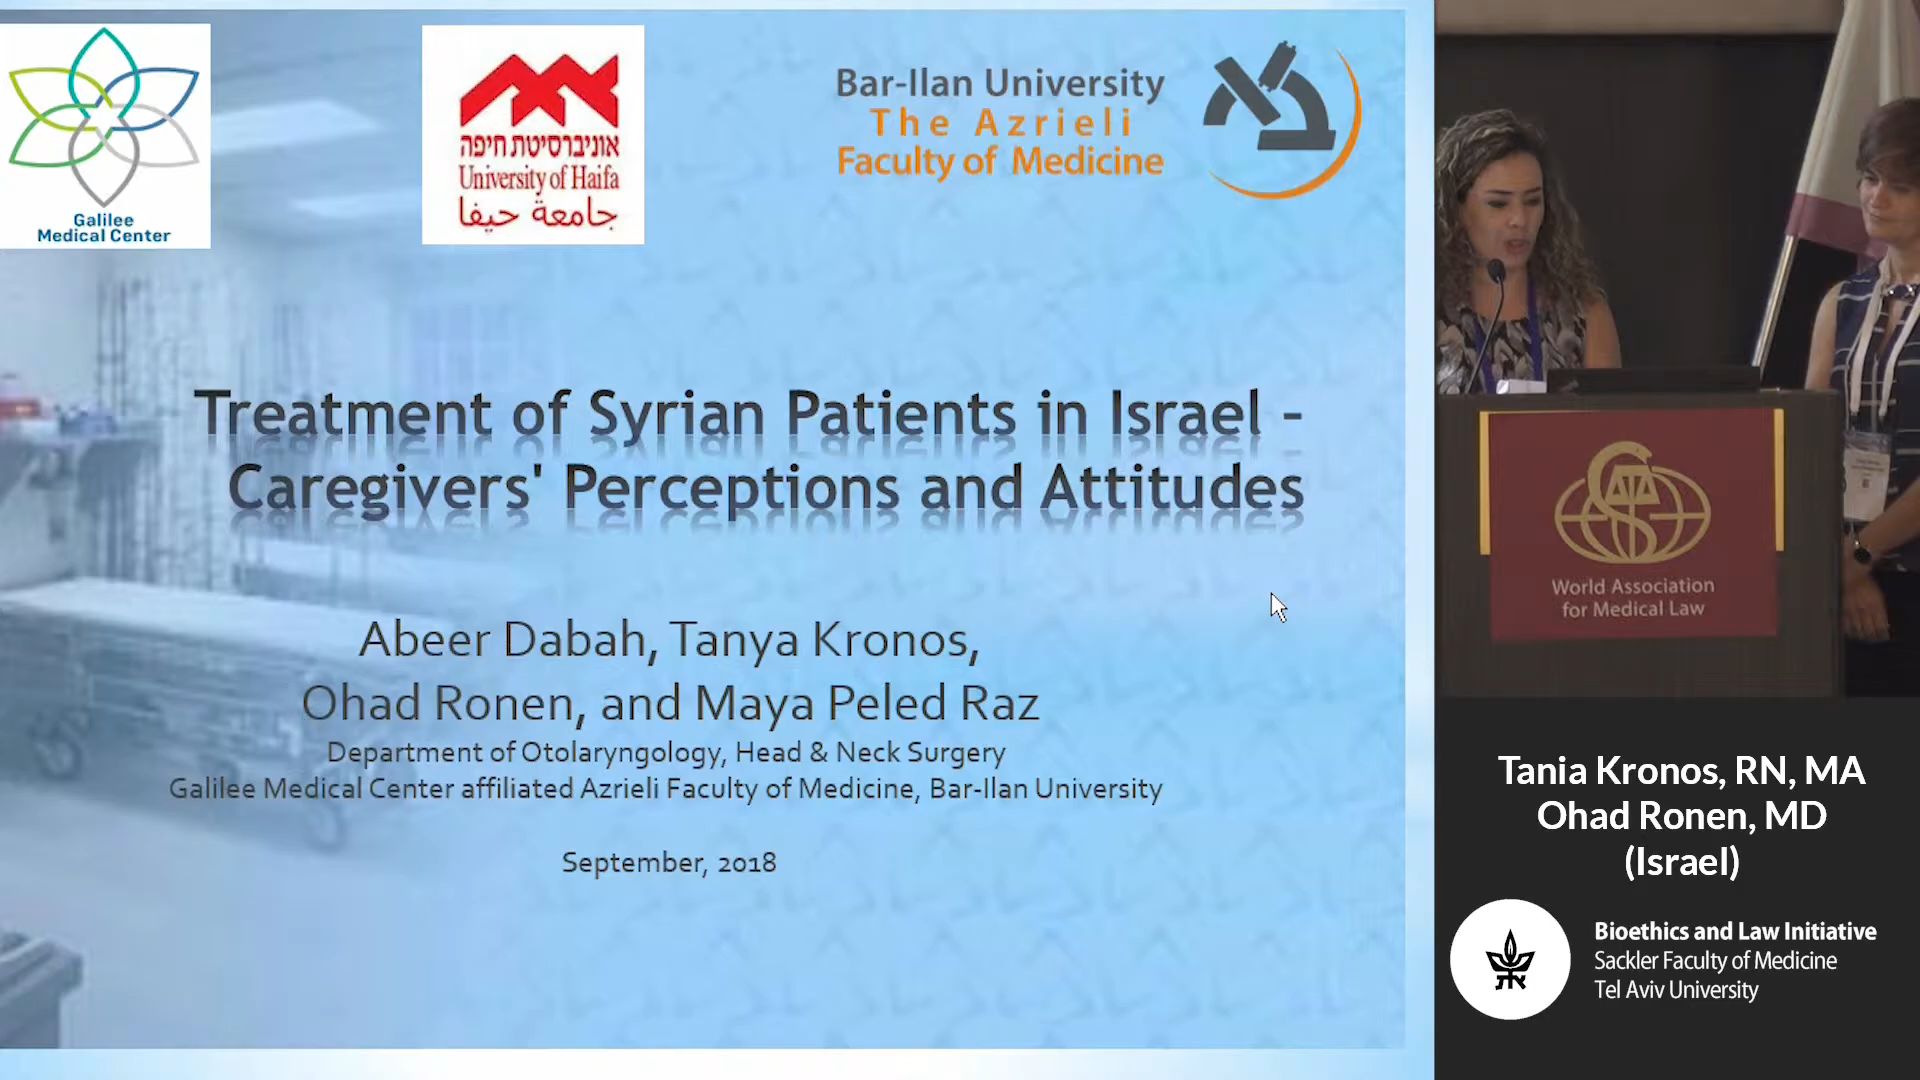 Galilee
Medical Center
אוניברסיטת חיפה
University of Haifa
جامعة حيفا
Bar-Ilan University
The Azrieli
Faculty of Medicine
Treatment of Syrian Patients in Israel -
Caregivers' Perceptions and Attitudes
Abeer Dabah, Tanya Kronos,
Ohad Ronen, and Maya Peled Raz
Department of Otolaryngology, Head & Neck Surgery
Galilee Medical Center affiliated Azrieli Faculty of Medicine, Bar-Ilan University
September, 2018
World Association
for Medical Law
Tania Kronos, RN, MA
Ohad Ronen, MD
(Israel)
Bioethics and Law Initiative
Sackler Faculty of Medicine
Tel Aviv University